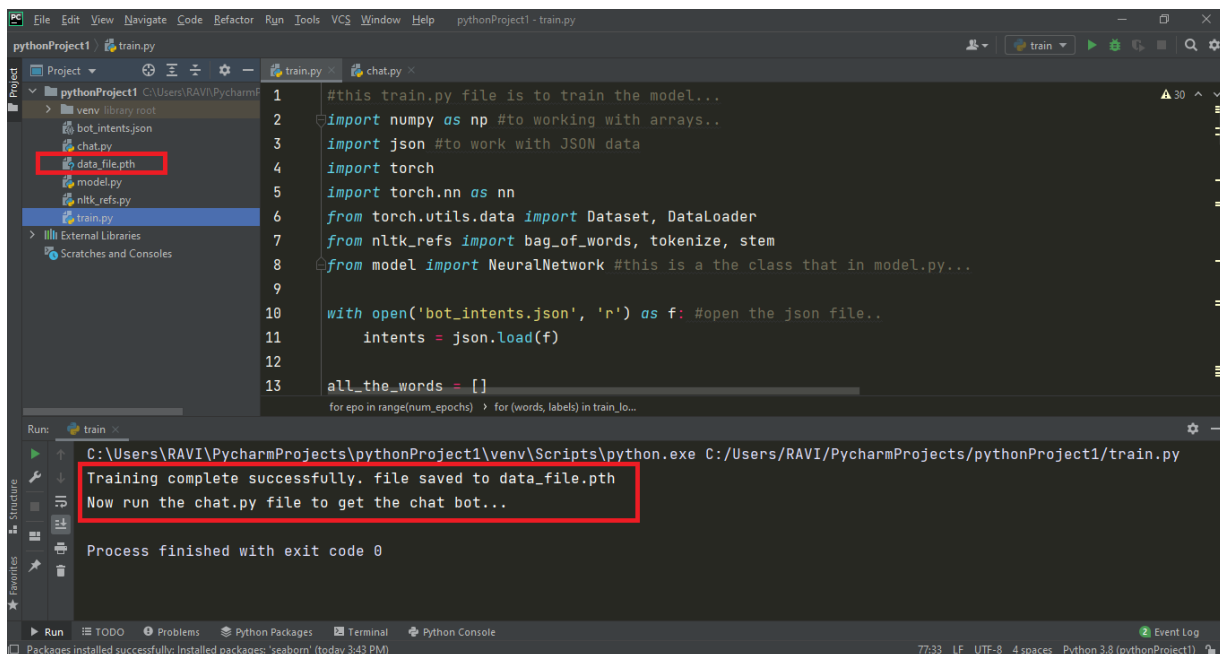 PC File Edit View Navigate Code Refactor Run Tools VCS Window Help pythonProject1 - train.py
pythonProject1 train.py train
Project train.py chat.py
Project
pythonProject1 C:\Users\RAVI\PycharmP
venv library root
bot_intents.json
chat.py
data_file.pth
model.py
nltk_refs.py
train.py
External Libraries
Scratches and Consoles
30
1 #this train.py file is to train the model...
2 import numpy as np #to working with arrays..
3 import json #to work with JSON data
4 import torch
5 import torch.nn as nn
6 from torch.utils.data import Dataset, DataLoader
7 from nltk_refs import bag_of_words, tokenize, stem
8 from model import NeuralNetwork #this is a the class that in model.py...
9
10 with open('bot_intents.json', 'r') as f: #open the json file..
11 intents = json.load(f)
12
13 all_the_words = []
for epo in range(num_epochs) for (words, labels) in train_lo...
Run: train
C:\Users\RAVI\PycharmProjects\pythonProject1\venv\Scripts\python.exe C:/Users/RAVI/PycharmProjects/pythonProject1/train.py
Training complete successfully. file saved to data_file.pth
Now run the chat.py file to get the chat bot...
Process finished with exit code 0
Structure
Favorites
Run TODO Problems Python Packages Terminal Python Console 2 Event Log
Packages installed successfully: Installed packages: 'seaborn' (today 3:43 PM) 77:33 LF UTF-8 4 spaces Python 3.8 (pythonProject1)